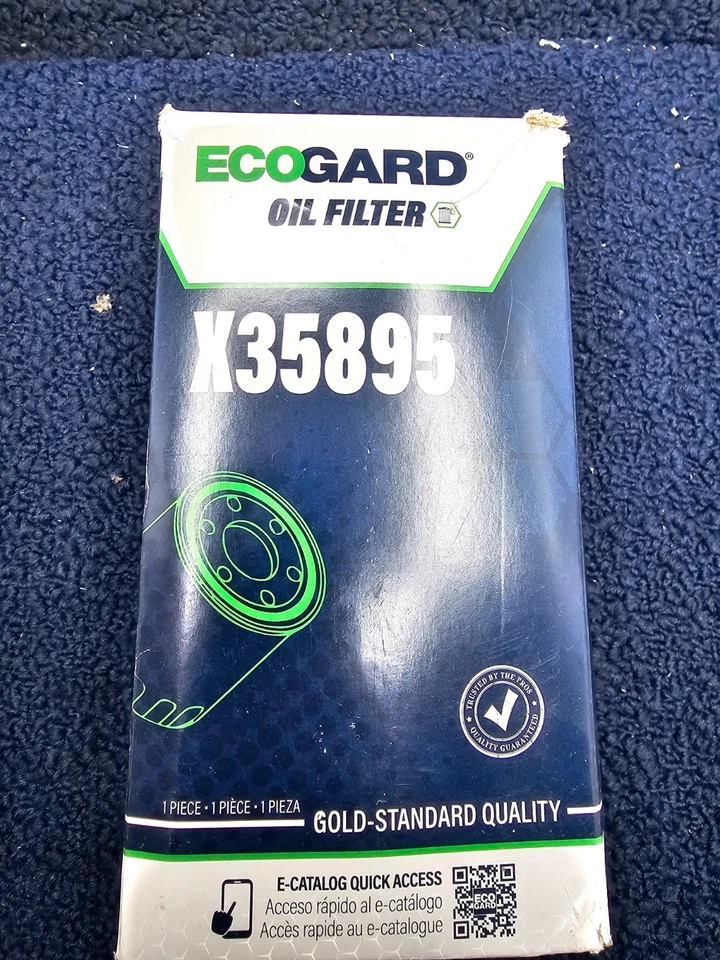 ECOGARD®
OIL FILTER
X35895
TRUSTED BY THE PROS
QUALITY GUARANTEED
1 PIECE • 1 PIÈCE • 1 PIEZA
GOLD-STANDARD QUALITY
E-CATALOG QUICK ACCESS
Acceso rápido al e-catálogo
Accès rapide au e-catalogue
ECO
GARD